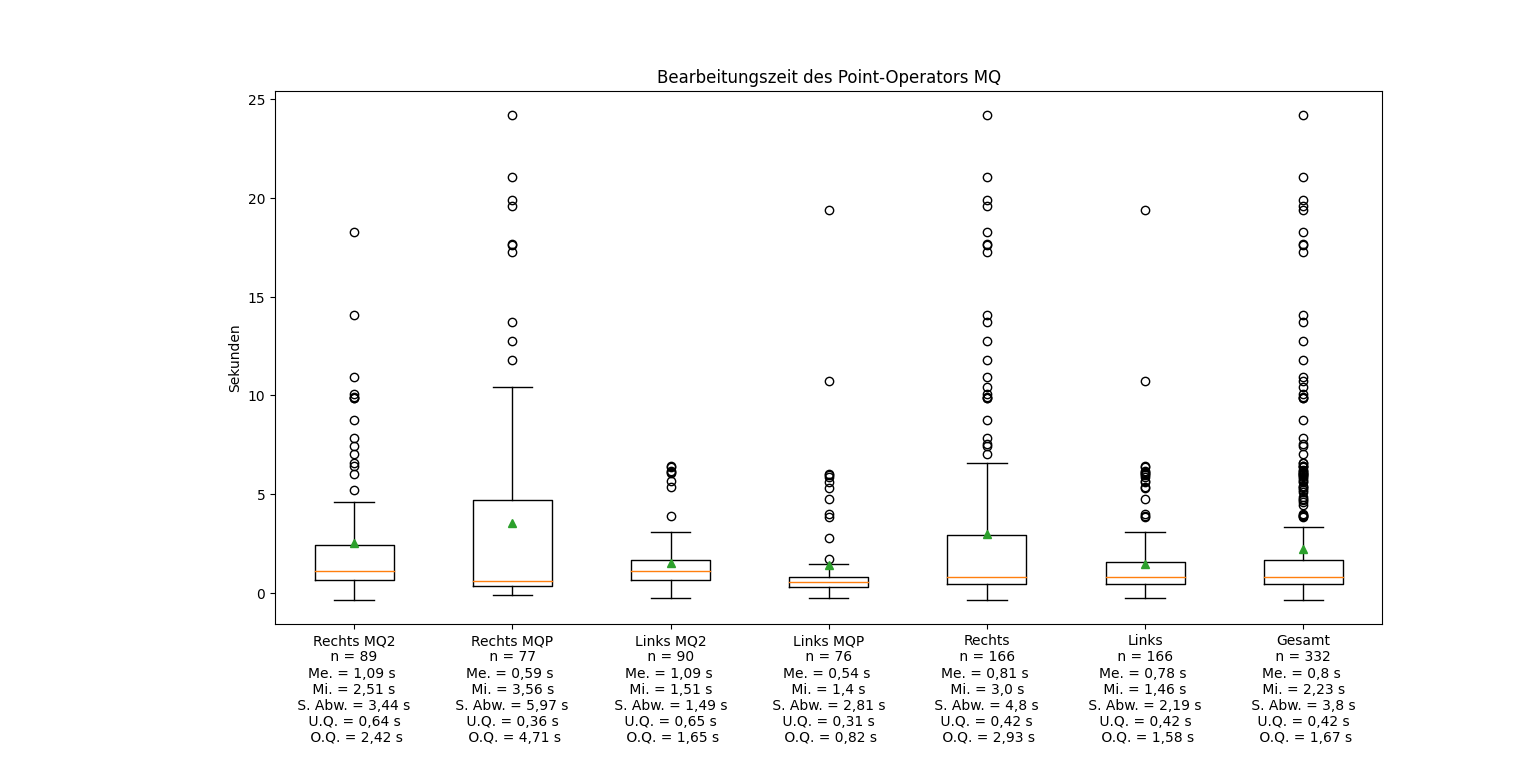 Bearbeitungszeit des Point-Operators MQ
Sekunden
25
20
15
10
5
0
Rechts MQ2 Rechts MQP Links MQ2 Links MQP Rechts Links Gesamt
n = 89 n = 77 n = 90 n = 76 n = 166 n = 166 n = 332
Me. = 1,09 s Me. = 0,59 s Me. = 1,09 s Me. = 0,54 s Me. = 0,81 s Me. = 0,78 s Me. = 0,8 s
Mi. = 2,51 s Mi. = 3,56 s Mi. = 1,51 s Mi. = 1,4 s Mi. = 3,0 s Mi. = 1,46 s Mi. = 2,23 s
S. Abw. = 3,44 s S. Abw. = 5,97 s S. Abw. = 1,49 s S. Abw. = 2,81 s S. Abw. = 4,8 s S. Abw. = 2,19 s S. Abw. = 3,8 s
U.Q. = 0,64 s U.Q. = 0,36 s U.Q. = 0,65 s U.Q. = 0,31 s U.Q. = 0,42 s U.Q. = 0,42 s U.Q. = 0,42 s
O.Q. = 2,42 s O.Q. = 4,71 s O.Q. = 1,65 s O.Q. = 0,82 s O.Q. = 2,93 s O.Q. = 1,58 s O.Q. = 1,67 s